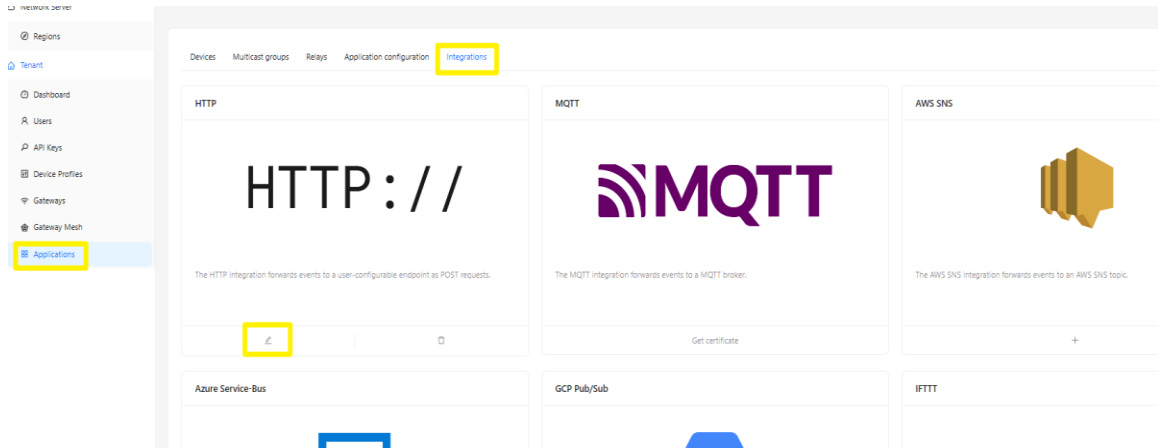 Network Server
Regions
Tenant
Dashboard
Users
API Keys
Device Profiles
Gateways
Gateway Mesh
Applications
Devices Multicast groups Relays Application configuration Integrations
HTTP
HTTP://
The HTTP integration forwards events to a user-configurable endpoint as POST requests.
MQTT
MQTT
The MQTT integration forwards events to a MQTT broker.
Get certificate
AWS SNS
The AWS SNS integration forwards events to an AWS SNS topic.
+
Azure Service-Bus
GCP Pub/Sub
IFTTT